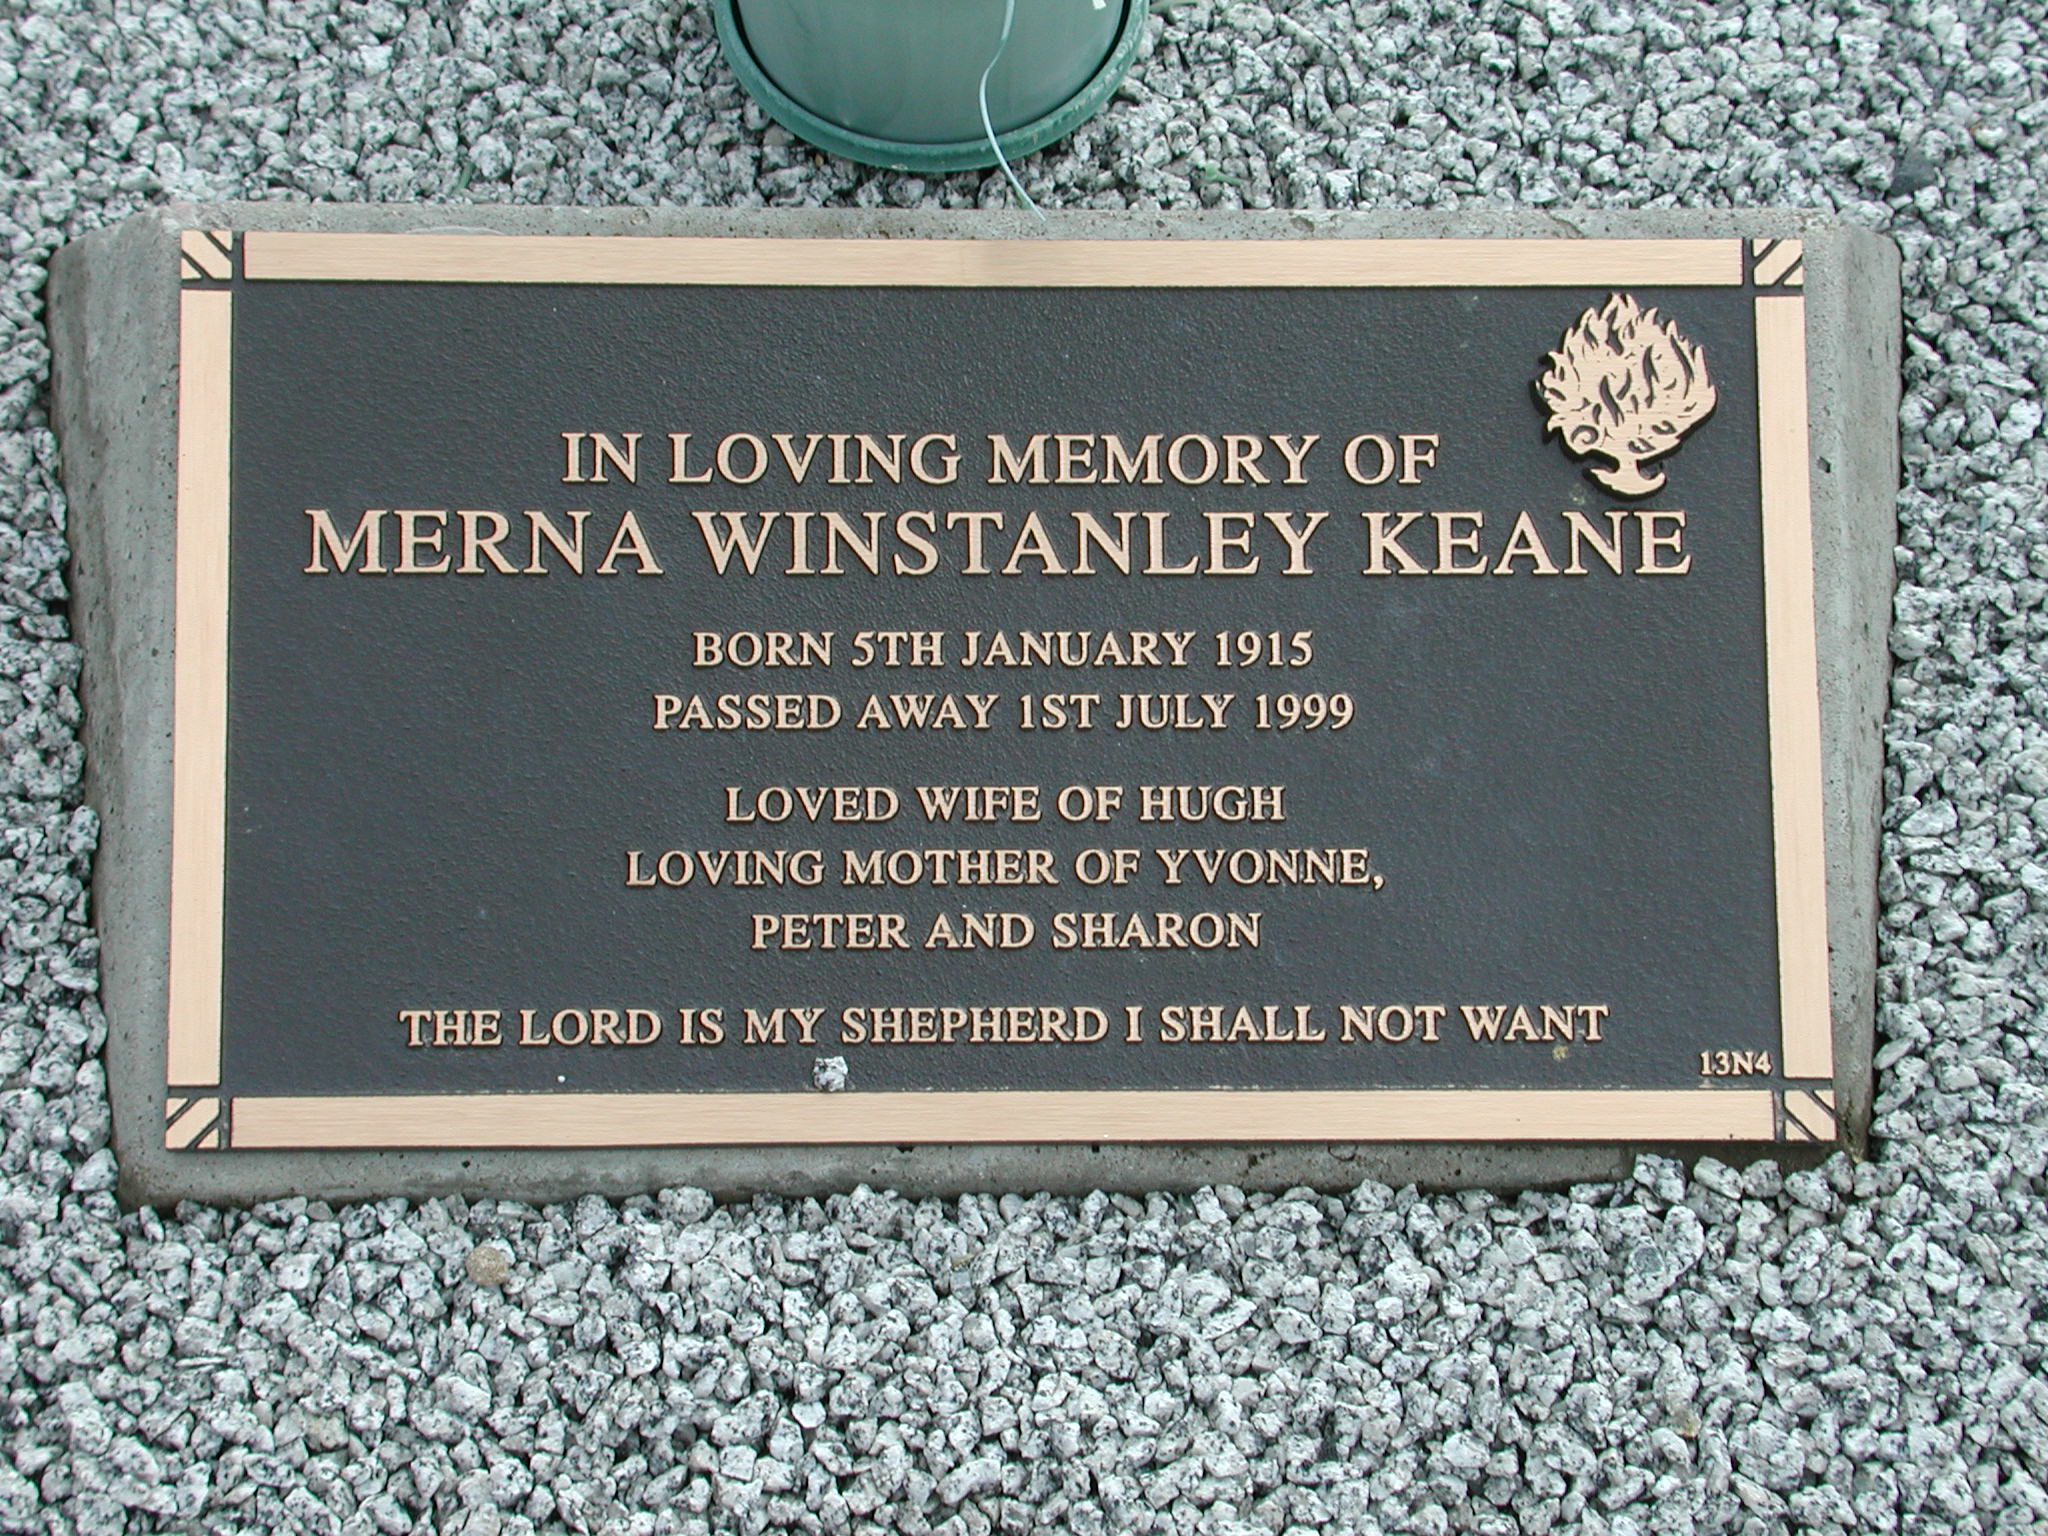 IN LOVING MEMORY OF
MERNA WINSTANLEY KEANE
BORN 5TH JANUARY 1915
PASSED AWAY 1ST JULY 1999
LOVED WIFE OF HUGH
LOVING MOTHER OF YVONNE,
PETER AND SHARON
THE LORD IS MY SHEPHERD I SHALL NOT WANT
13N4